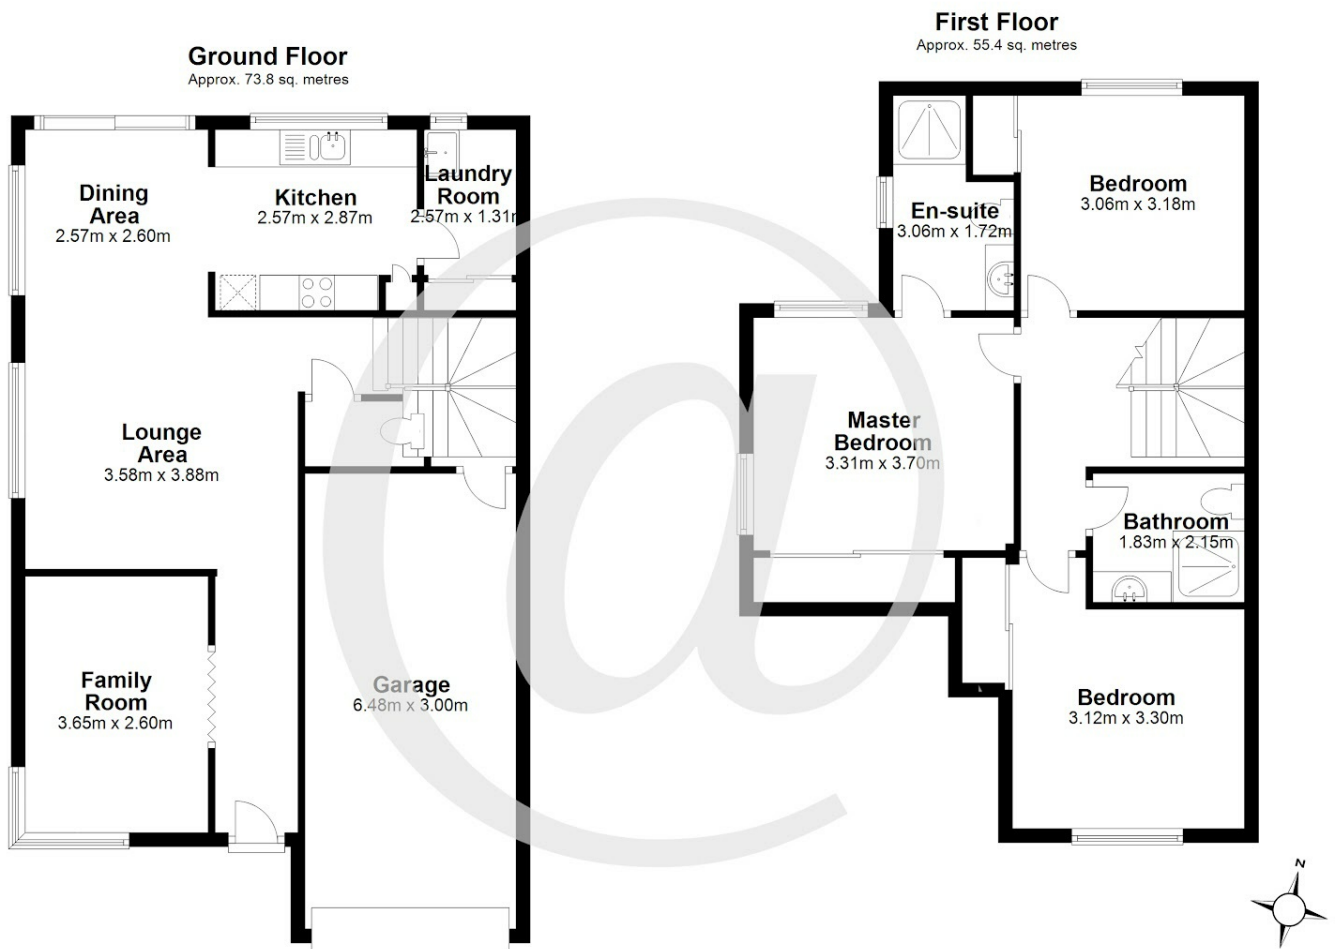 Ground Floor
Approx. 73.8 sq. metres
Dining
Area
2.57m x 2.60m
Kitchen
2.57m x 2.87m
Laundry
Room
2.57m x 1.31m
Lounge
Area
3.58m x 3.88m
Family
Room
3.65m x 2.60m
Garage
6.48m x 3.00m
First Floor
Approx. 55.4 sq. metres
En-suite
3.06m x 1.72m
Bedroom
3.06m x 3.18m
Master
Bedroom
3.31m x 3.70m
Bathroom
1.83m x 2.15m
Bedroom
3.12m x 3.30m
N
@